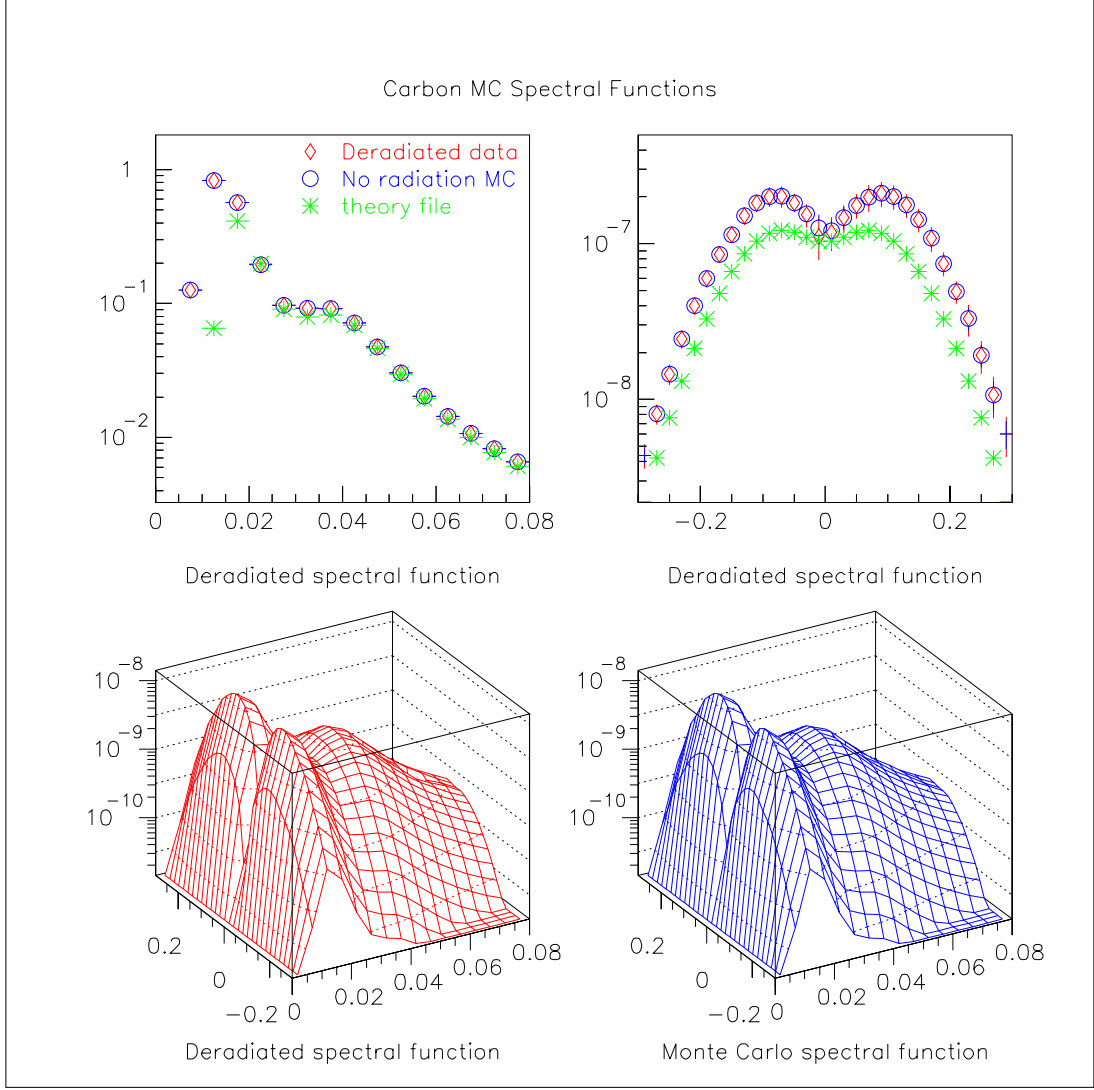 Carbon MC Spectral Functions
Deradiated data
No radiation MC
theory file
1
10^-1
10^-2
0 0.02 0.04 0.06 0.08
Deradiated spectral function
10^-7
10^-8
−0.2 0 0.2
Deradiated spectral function
10^-8
10^-9
10^-10
0.2
0
−0.2
0 0.02 0.04 0.06 0.08
Deradiated spectral function
10^-8
10^-9
10^-10
0.2
0
−0.2
0 0.02 0.04 0.06 0.08
Monte Carlo spectral function